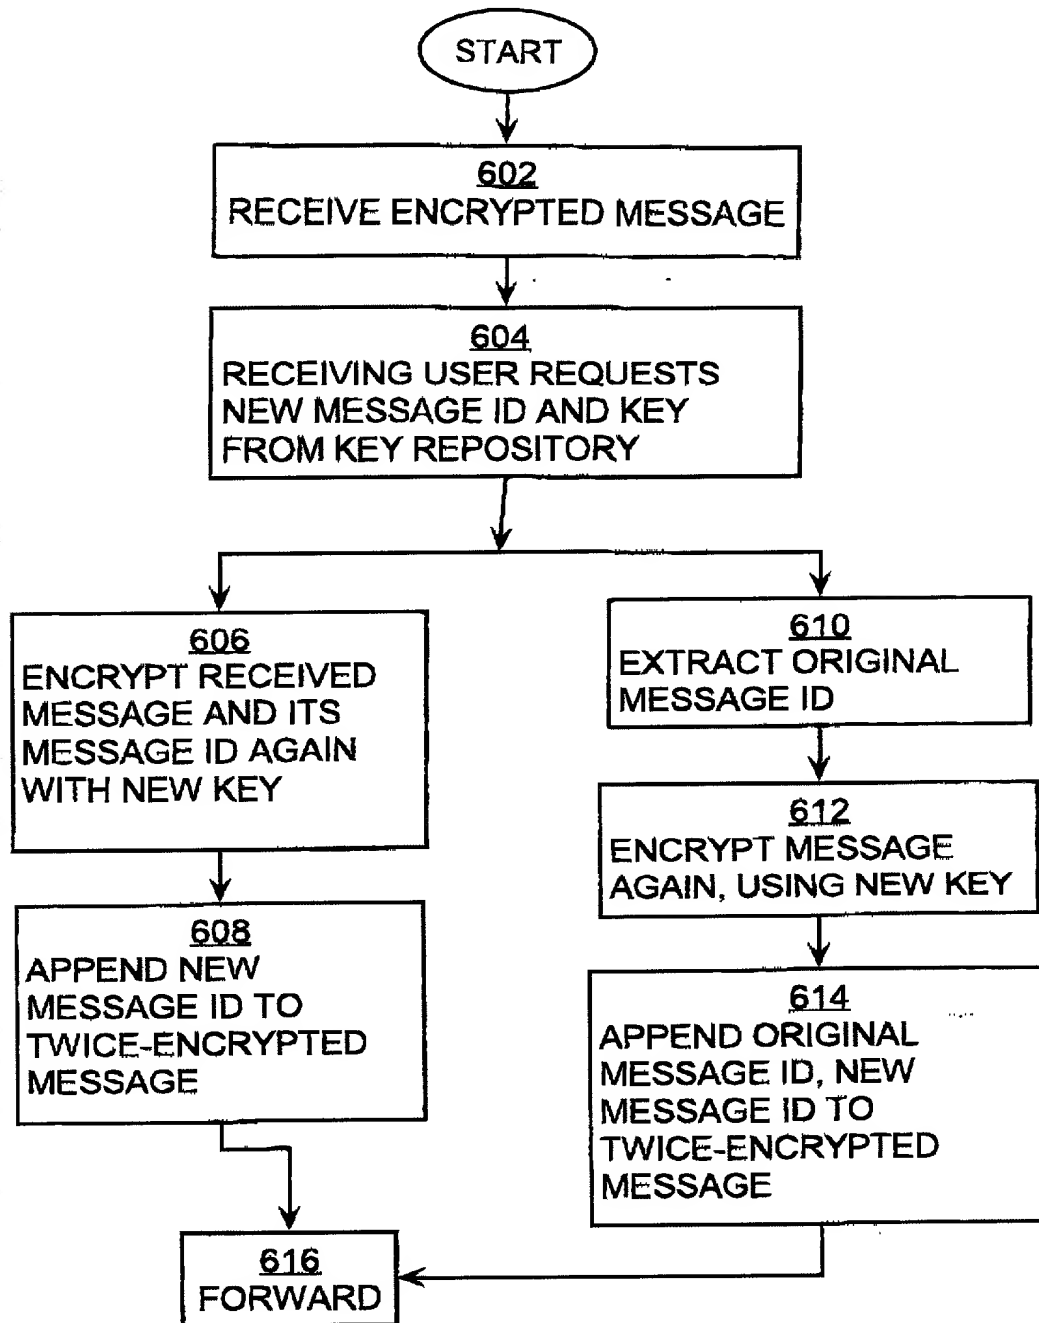 START
602
RECEIVE ENCRYPTED MESSAGE
604
RECEIVING USER REQUESTS
NEW MESSAGE ID AND KEY
FROM KEY REPOSITORY
606
ENCRYPT RECEIVED
MESSAGE AND ITS
MESSAGE ID AGAIN
WITH NEW KEY
608
APPEND NEW
MESSAGE ID TO
TWICE-ENCRYPTED
MESSAGE
610
EXTRACT ORIGINAL
MESSAGE ID
612
ENCRYPT MESSAGE
AGAIN, USING NEW KEY
614
APPEND ORIGINAL
MESSAGE ID, NEW
MESSAGE ID TO
TWICE-ENCRYPTED
MESSAGE
616
FORWARD